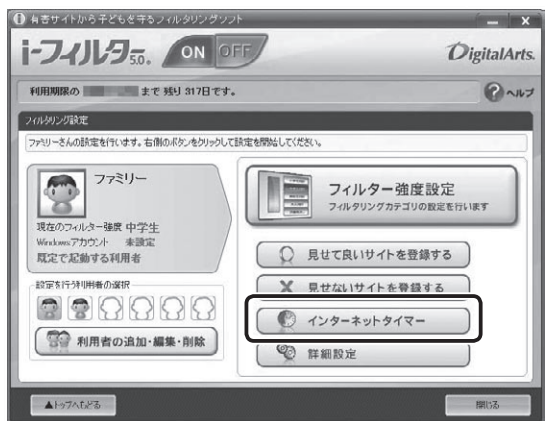 有害サイトから子どもを守るフィルタリングソフト
i-フィルター5.0. ON OFF
DigitalArts.
利用期限の まで 残り 317日です。
ヘルプ
フィルタリング設定
ファミリーさんの設定を行います。右側のボタンをクリックして設定を開始してください。
ファミリー
現在のフィルター強度 中学生
Windowsアカウント 未設定
既定で起動する利用者
設定を行う利用者の選択
利用者の追加・編集・削除
フィルター強度設定
フィルタリングカテゴリの設定を行います
見せて良いサイトを登録する
見せないサイトを登録する
インターネットタイマー
詳細設定
▲トップへもどる
閉じる